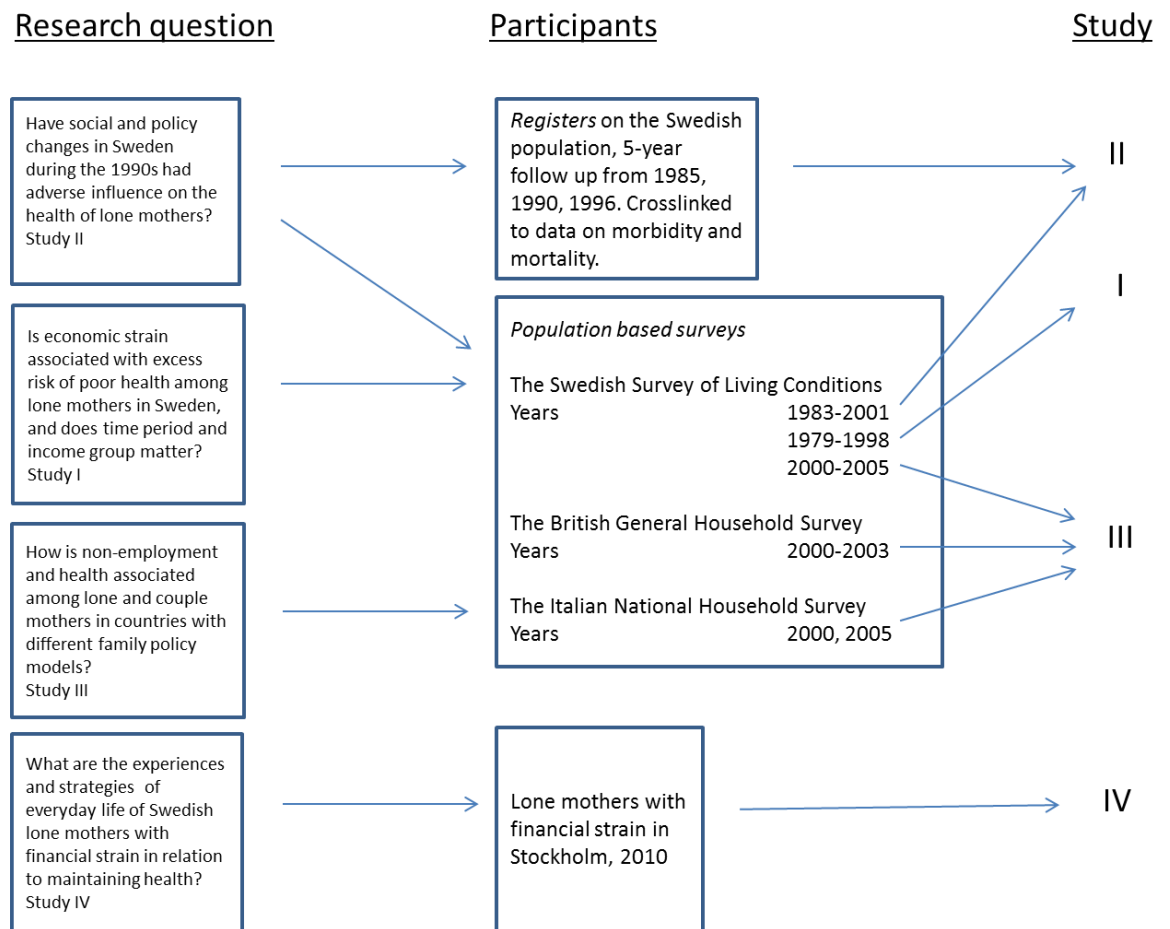 Research question
Participants
Study
Have social and policy
changes in Sweden
during the 1990s had
adverse influence on the
health of lone mothers?
Study II
Registers on the Swedish
population, 5-year
follow up from 1985,
1990, 1996. Crosslinked
to data on morbidity and
mortality.
II
I
Is economic strain
associated with excess
risk of poor health among
lone mothers in Sweden,
and does time period and
income group matter?
Study I
Population based surveys
The Swedish Survey of Living Conditions
Years 1983-2001
1979-1998
2000-2005
The British General Household Survey
Years 2000-2003
The Italian National Household Survey
Years 2000, 2005
III
How is non-employment
and health associated
among lone and couple
mothers in countries with
different family policy
models?
Study III
What are the experiences
and strategies of
everyday life of Swedish
lone mothers with
financial strain in relation
to maintaining health?
Study IV
Lone mothers with
financial strain in
Stockholm, 2010
IV